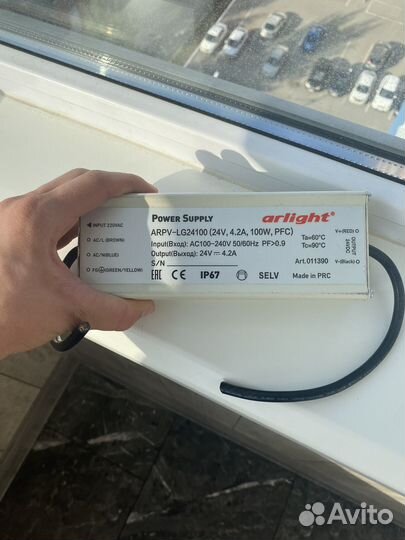 INPUT 220VAC
AC/L (BROWN)
AC/N(BLUE)
FG⏚(GREEN/YELLOW)
POWER SUPPLY
arlight®
ARPV-LG24100 (24V, 4.2A, 100W, PFC)
Input(Вход): AC100-240V 50/60Hz PF>0.9
Output(Выход): 24V ⎓ 4.2A
S/N
CE IP67 SELV
Ta=60°C
Tc=90°C
Art.011390
Made in PRC
V+(RED)
OUTPUT
24VDC
V-(Black)
Avito